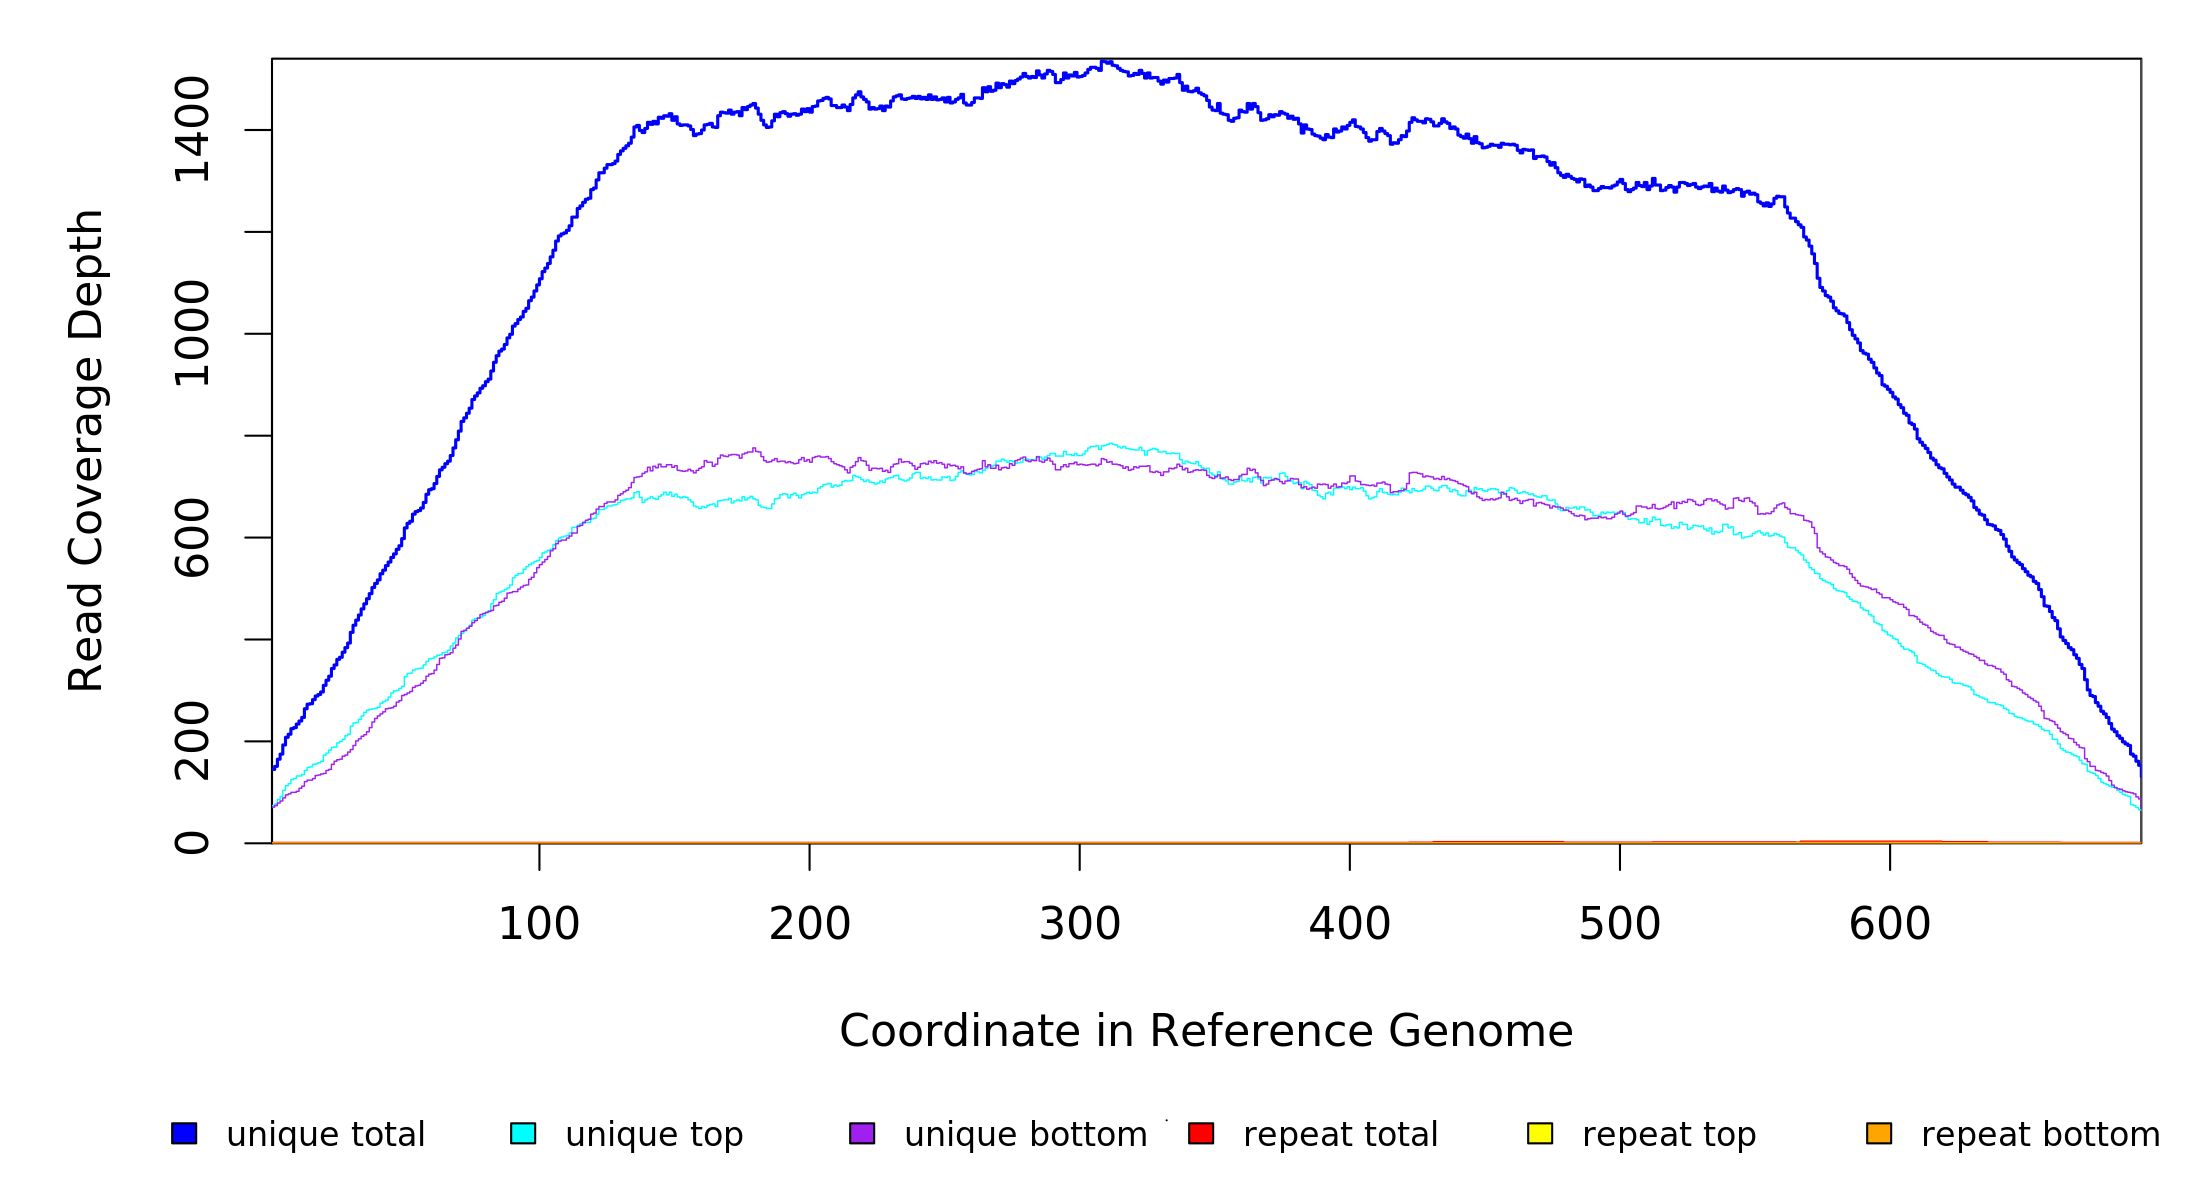 Read Coverage Depth
1400
1000
600
200
0
100 200 300 400 500 600
Coordinate in Reference Genome
unique total unique top unique bottom repeat total repeat top repeat bottom